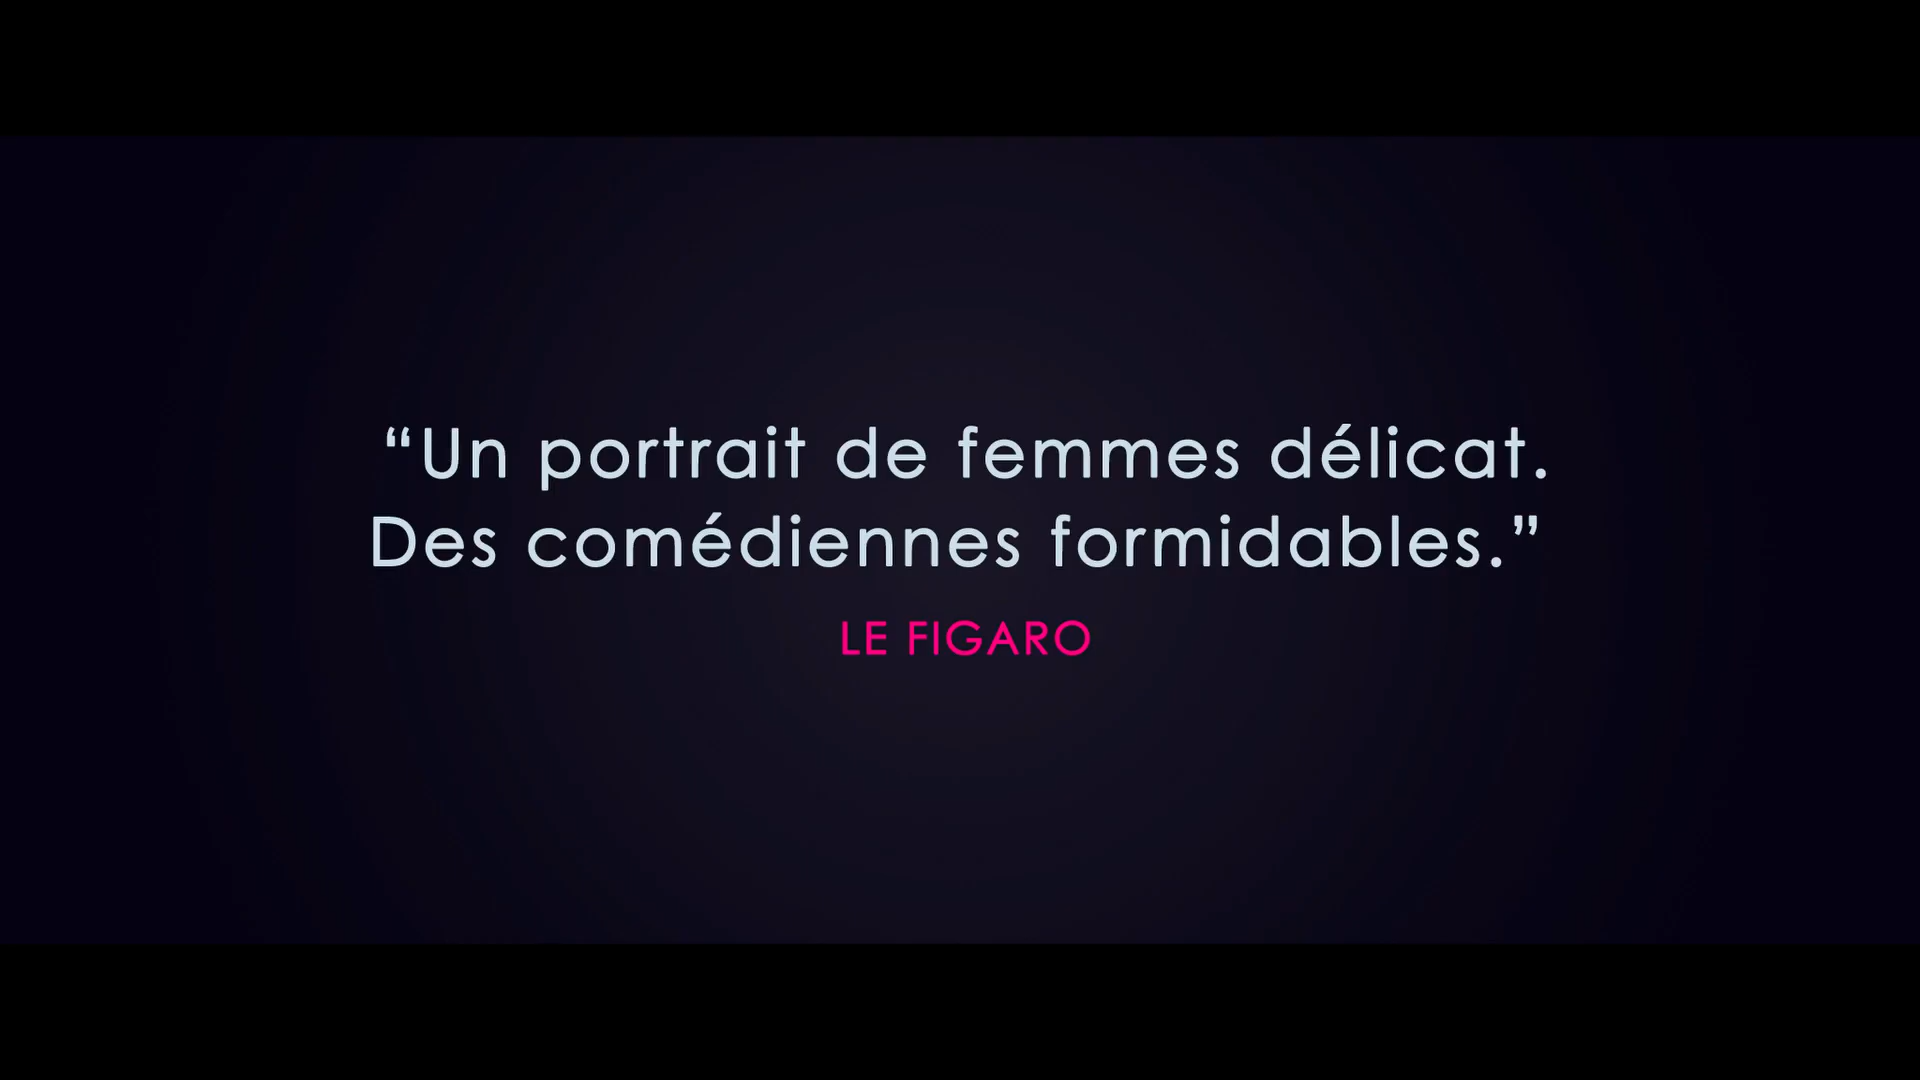 “Un portrait de femmes délicat.
Des comédiennes formidables.”
LE FIGARO